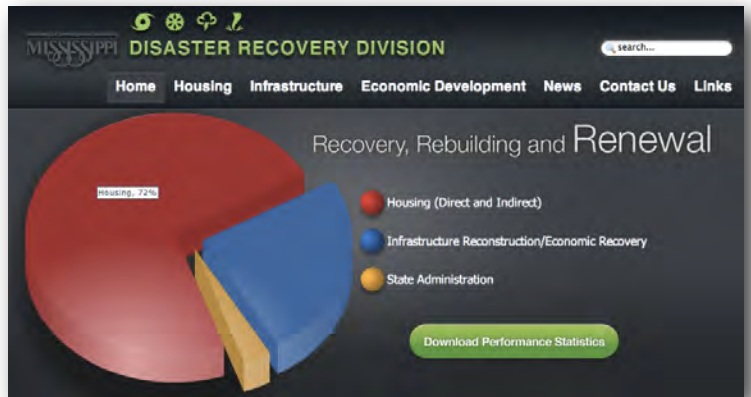 MISSISSIPPI DISASTER RECOVERY DIVISION
search...
Home Housing Infrastructure Economic Development News Contact Us Links
Recovery, Rebuilding and Renewal
Housing, 72%
Housing (Direct and Indirect)
Infrastructure Reconstruction/Economic Recovery
State Administration
Download Performance Statistics